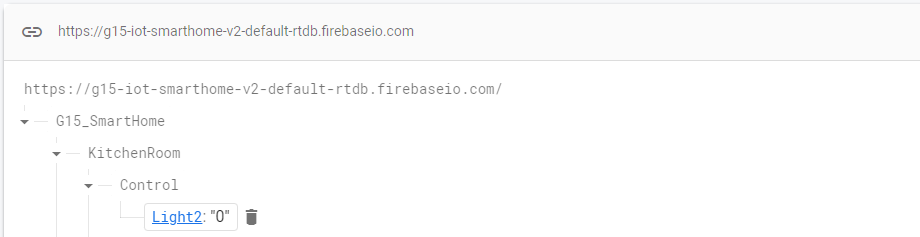 https://g15-iot-smarthome-v2-default-rtdb.firebaseio.com
https://g15-iot-smarthome-v2-default-rtdb.firebaseio.com/
G15_SmartHome
KitchenRoom
Control
Light2: "0"